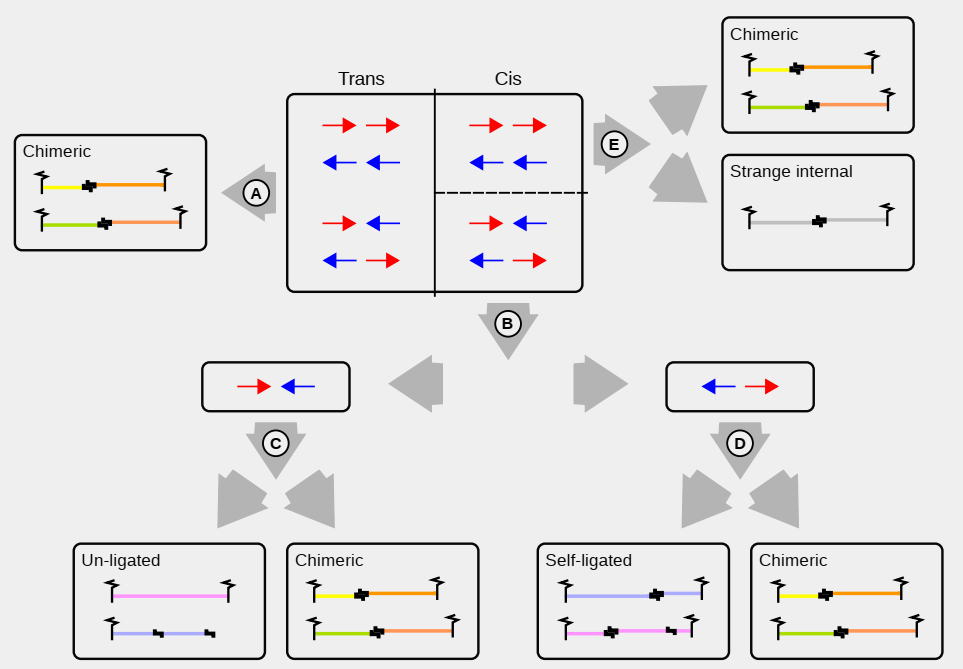 Chimeric
Trans
Cis
E
Chimeric
A
Strange internal
B
C
D
Un-ligated
Chimeric
Self-ligated
Chimeric